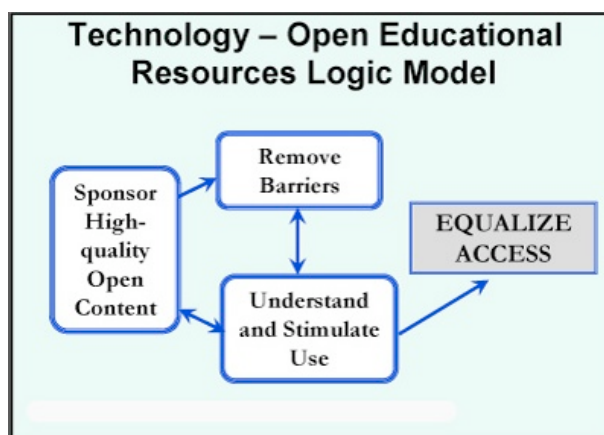 Technology – Open Educational
Resources Logic Model
Remove
Barriers
Sponsor
High-
quality
Open
Content
EQUALIZE
ACCESS
Understand
and Stimulate
Use